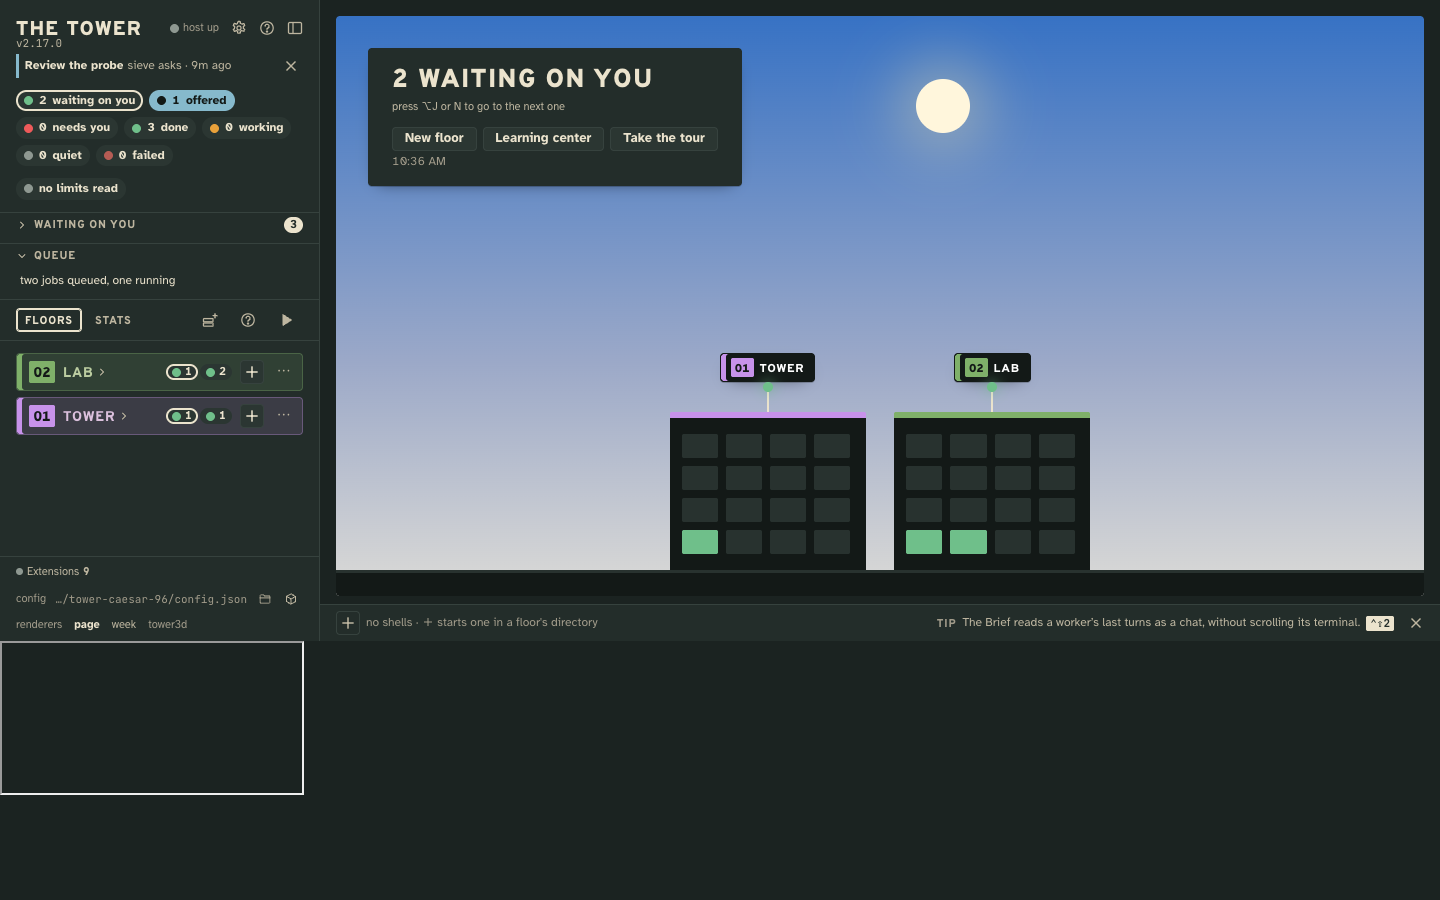 THE TOWER
host up
v2.17.0
Review the probe sieve asks · 9m ago
2 waiting on you
1 offered
0 needs you
3 done
0 working
0 quiet
0 failed
no limits read
WAITING ON YOU
3
QUEUE
two jobs queued, one running
FLOORS
STATS
02 LAB
1
2
01 TOWER
1
1
Extensions 9
config …/tower-caesar-96/config.json
renderers page week tower3d
2 WAITING ON YOU
press ⌥J or N to go to the next one
New floor
Learning center
Take the tour
10:36 AM
01 TOWER
02 LAB
no shells · + starts one in a floor's directory
TIP The Brief reads a worker's last turns as a chat, without scrolling its terminal. ⌃⇧2